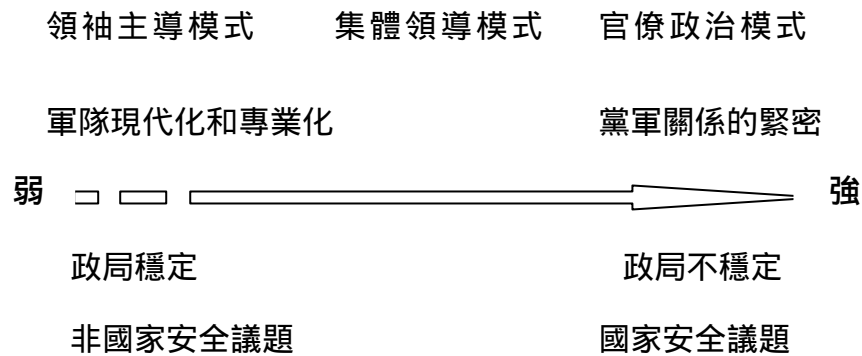 領袖主導模式 集體領導模式 官僚政治模式
軍隊現代化和專業化 黨軍關係的緊密
弱 強
政局穩定 政局不穩定
非國家安全議題 國家安全議題